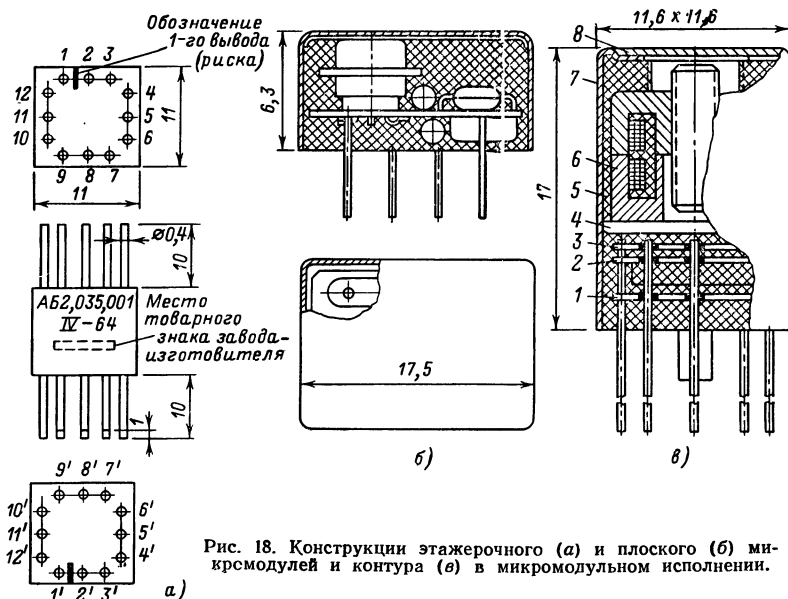 Обозначение
1-го вывода
(риска)
1 2 3
12 4
11 5
10 6
9 8 7
11
11
⌀0,4
10
АБ2,035,001
IV-64
Место
товарного
знака завода-
изготовителя
1
10
9' 8' 7'
10' 6'
11' 5'
12' 4'
1' 2' 3'
а)
6,3
17,5
б)
11,6 х 11,6
8
7
17
6
5
4
3
2
1
в)
Рис. 18. Конструкции этажерочного (а) и плоского (б) ми-
крсмодулей и контура (в) в микромодульном исполнении.